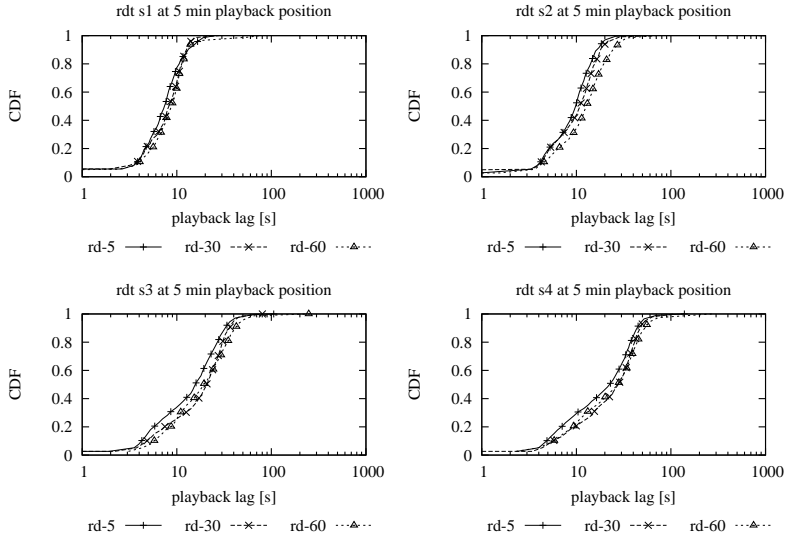 rdt s1 at 5 min playback position
1
0.8
0.6
0.4
0.2
0
CDF
1 10 100 1000
playback lag [s]
rd-5 rd-30 rd-60
rdt s2 at 5 min playback position
1
0.8
0.6
0.4
0.2
0
CDF
1 10 100 1000
playback lag [s]
rd-5 rd-30 rd-60
rdt s3 at 5 min playback position
1
0.8
0.6
0.4
0.2
0
CDF
1 10 100 1000
playback lag [s]
rd-5 rd-30 rd-60
rdt s4 at 5 min playback position
1
0.8
0.6
0.4
0.2
0
CDF
1 10 100 1000
playback lag [s]
rd-5 rd-30 rd-60